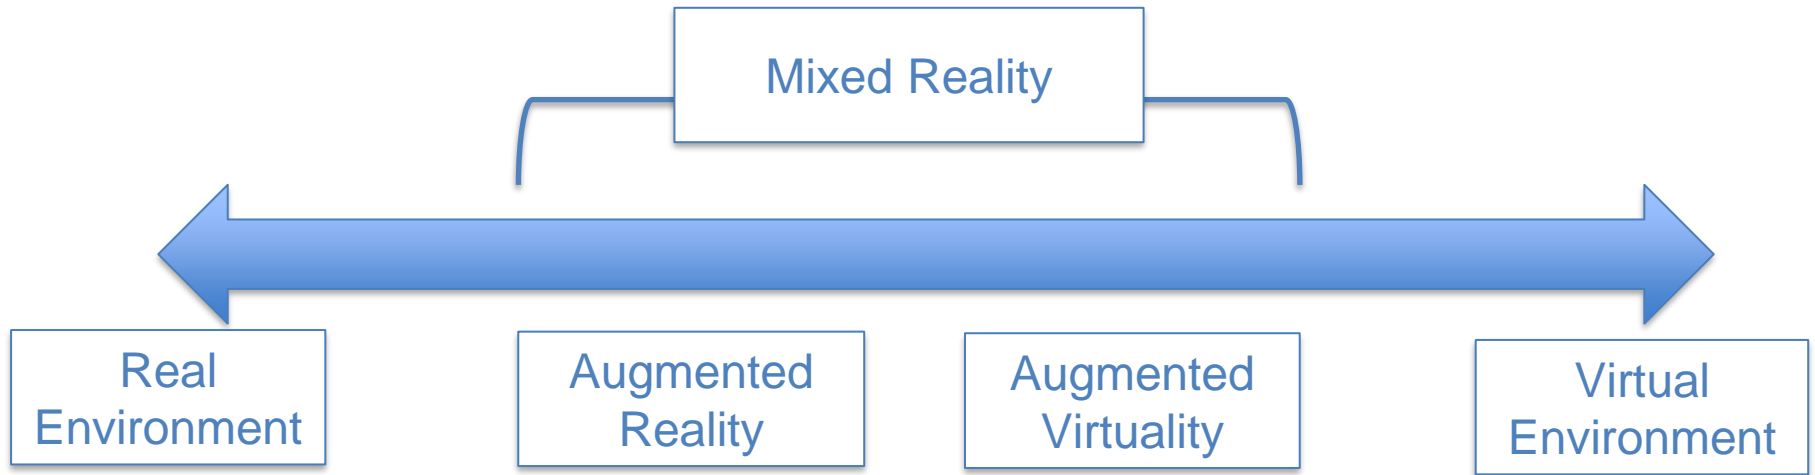 Mixed Reality
Real
Environment
Augmented
Reality
Augmented
Virtuality
Virtual
Environment